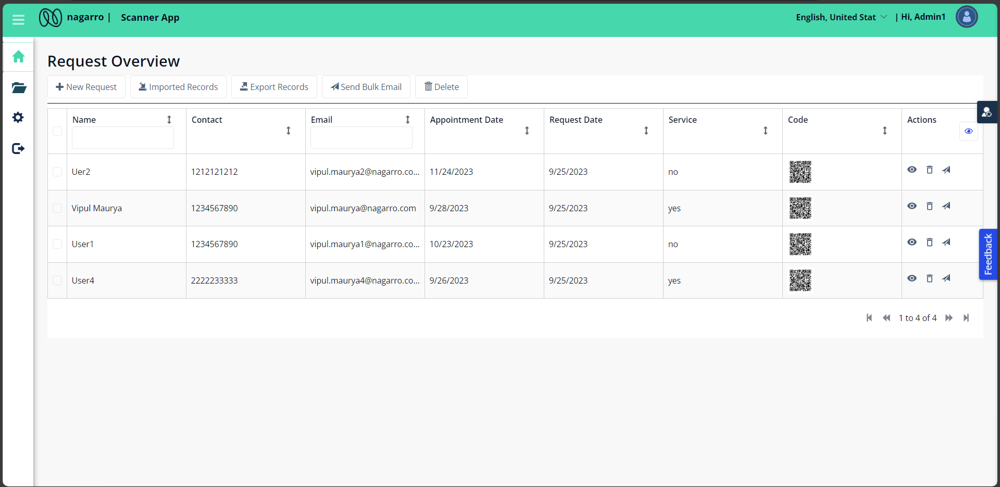 nagarro | Scanner App
English, United Stat | Hi, Admin1
Request Overview
New Request Imported Records Export Records Send Bulk Email Delete
Name Contact Email Appointment Date Request Date Service Code Actions
Uer2 1212121212 vipul.maurya2@nagarro.co... 11/24/2023 9/25/2023 no
Vipul Maurya 1234567890 vipul.maurya@nagarro.com 9/28/2023 9/25/2023 yes
User1 1234567890 vipul.maurya1@nagarro.co... 10/23/2023 9/25/2023 no
User4 2222233333 vipul.maurya4@nagarro.co... 9/26/2023 9/25/2023 yes
Feedback
1 to 4 of 4